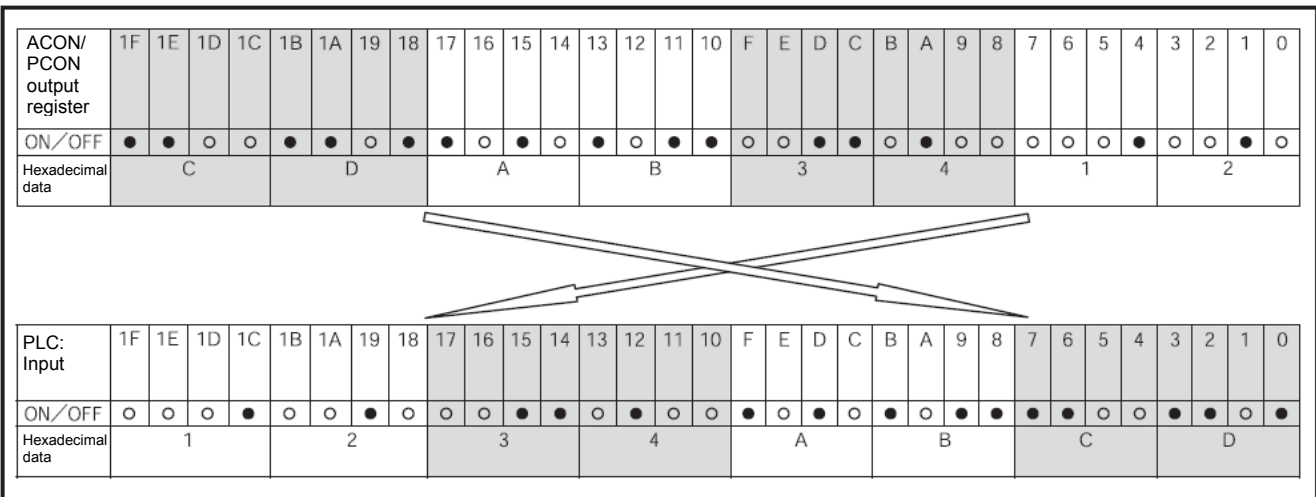 ACON/ PCON output register 1F 1E 1D 1C 1B 1A 19 18 17 16 15 14 13 12 11 10 F E D C B A 9 8 7 6 5 4 3 2 1 0
ON/OFF ● ● ○ ○ ● ● ○ ● ● ○ ● ○ ● ○ ● ● ○ ○ ● ● ○ ● ○ ○ ○ ○ ○ ● ○ ○ ● ○
Hexadecimal data C D A B 3 4 1 2
PLC: Input 1F 1E 1D 1C 1B 1A 19 18 17 16 15 14 13 12 11 10 F E D C B A 9 8 7 6 5 4 3 2 1 0
ON/OFF ○ ○ ○ ● ○ ○ ● ○ ○ ○ ● ● ○ ● ○ ○ ● ○ ● ○ ● ○ ● ● ● ● ○ ○ ● ● ○ ●
Hexadecimal data 1 2 3 4 A B C D